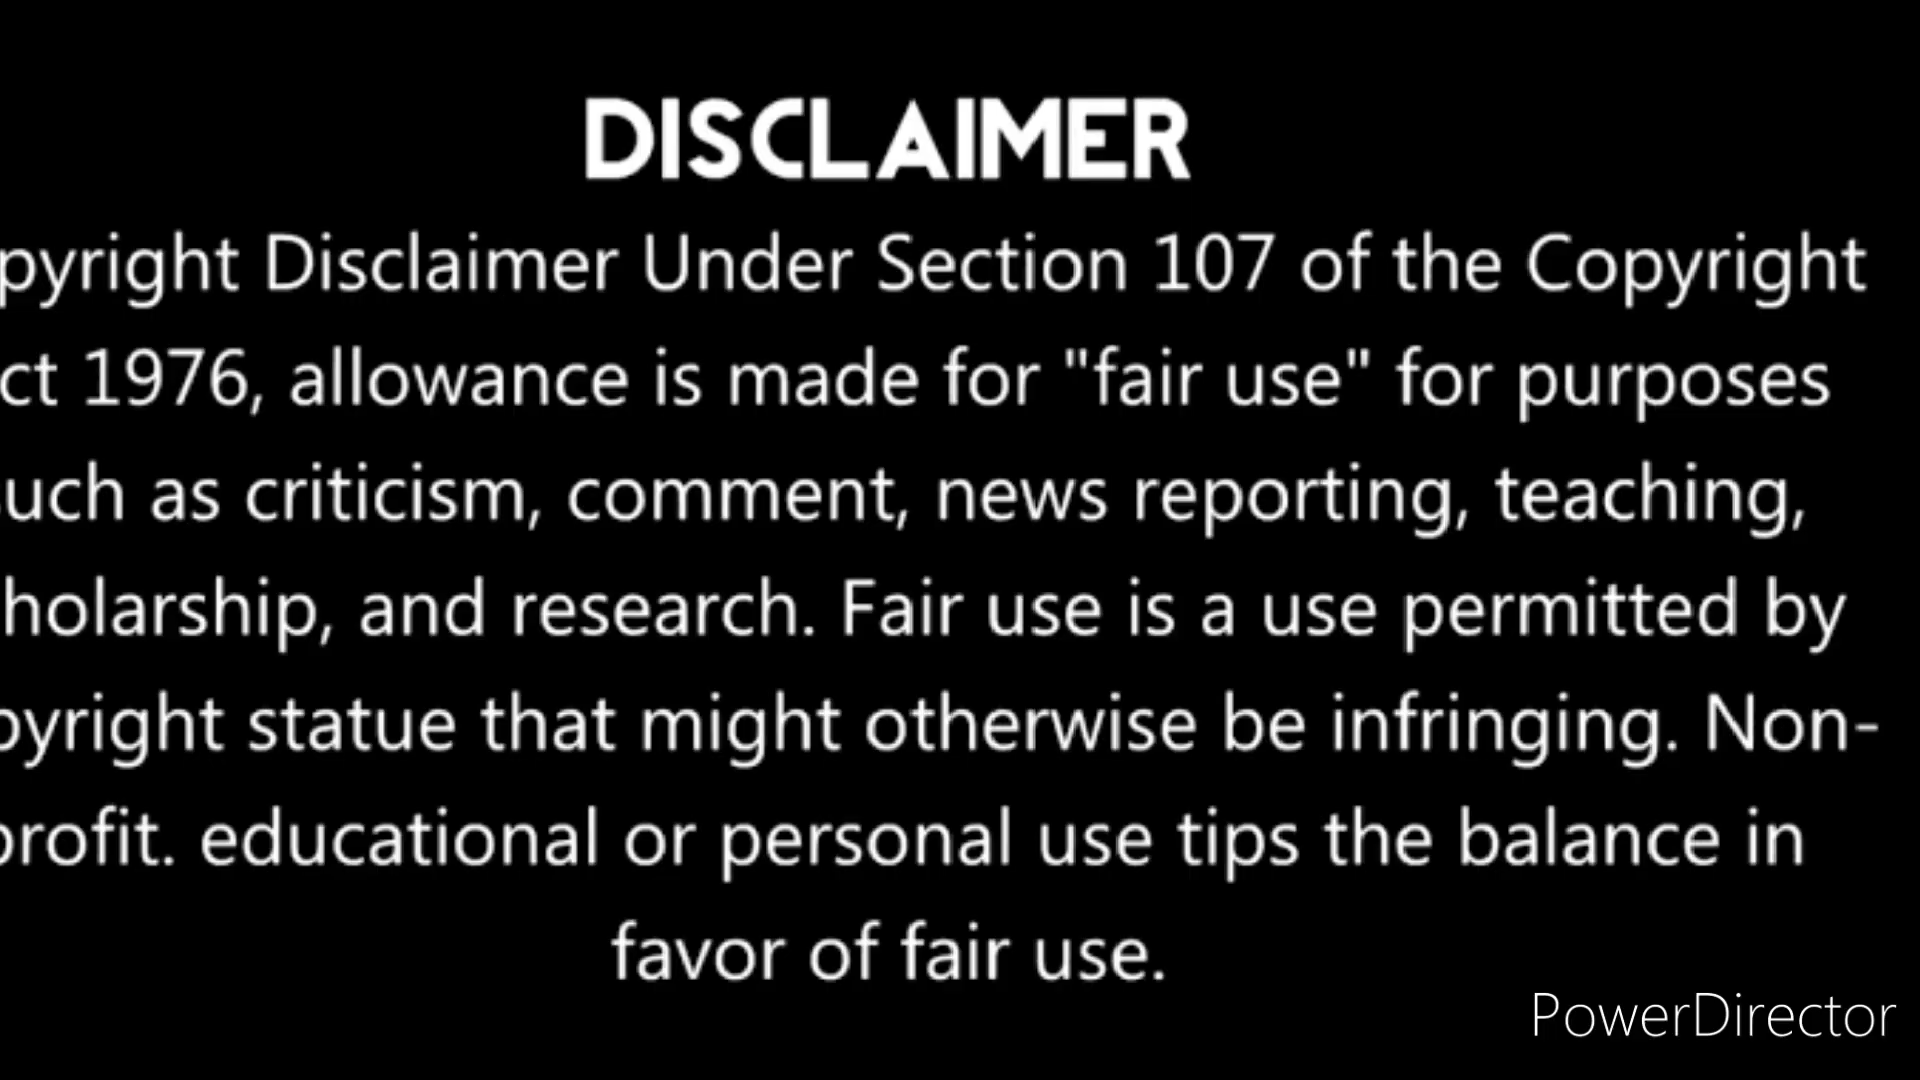 DISCLAIMER
pyright Disclaimer Under Section 107 of the Copyright
ct 1976, allowance is made for "fair use" for purposes
uch as criticism, comment, news reporting, teaching,
holarship, and research. Fair use is a use permitted by
pyright statue that might otherwise be infringing. Non-
profit. educational or personal use tips the balance in
favor of fair use.
PowerDirector